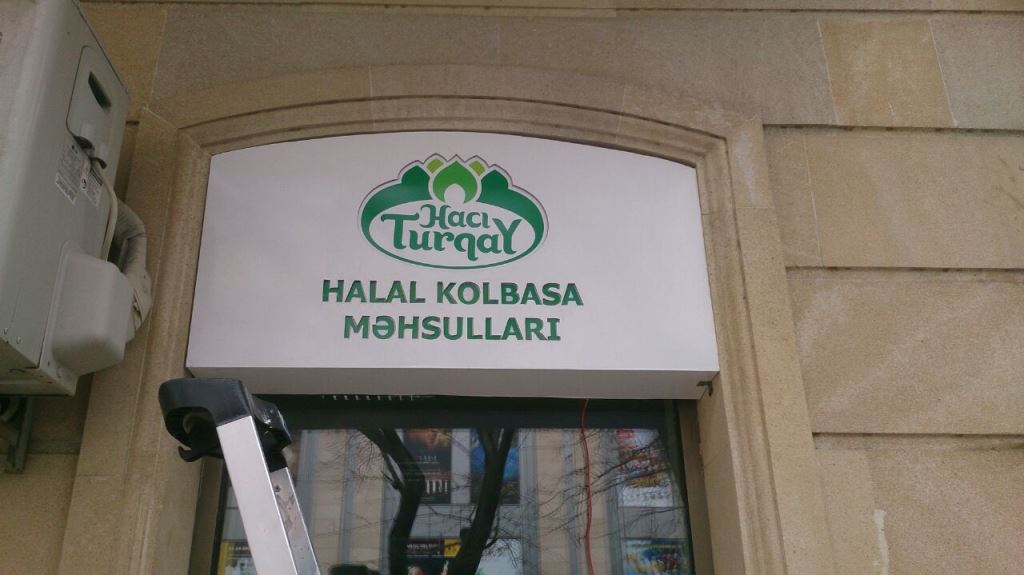 Hacı
Turqay
HALAL KOLBASA
MƏHSULLARI